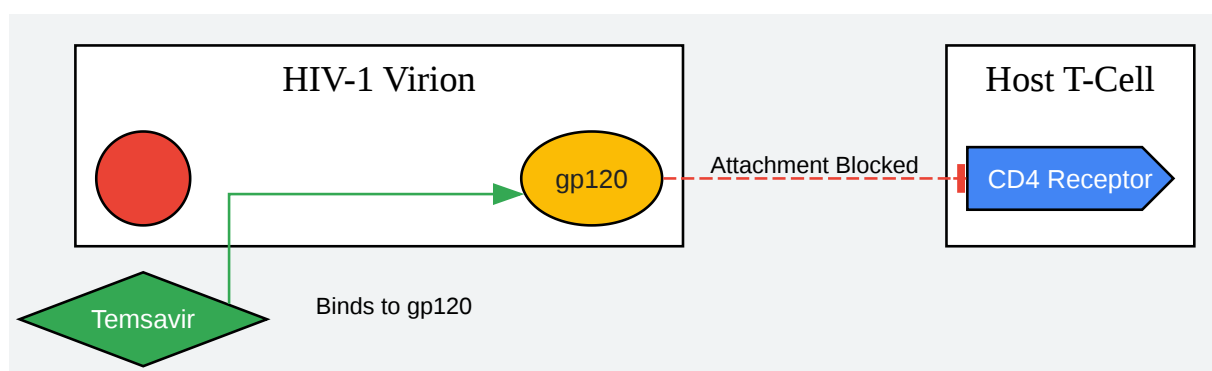 HIV-1 Virion
Host T-Cell
gp120
Attachment Blocked
CD4 Receptor
Temsavir
Binds to gp120